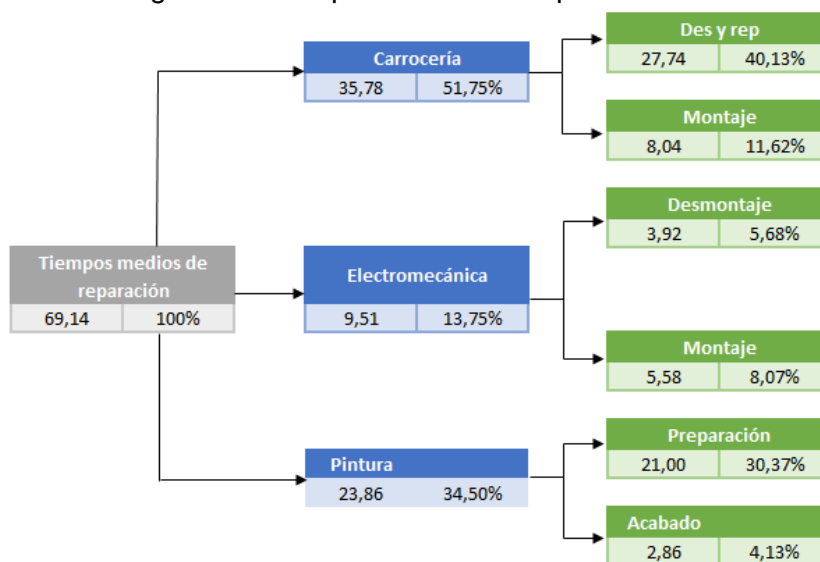 Des y rep
27,74 40,13%
Carrocería
35,78 51,75%
Montaje
8,04 11,62%
Desmontaje
3,92 5,68%
Tiempos medios de
reparación
69,14 100%
Electromecánica
9,51 13,75%
Montaje
5,58 8,07%
Preparación
21,00 30,37%
Pintura
23,86 34,50%
Acabado
2,86 4,13%